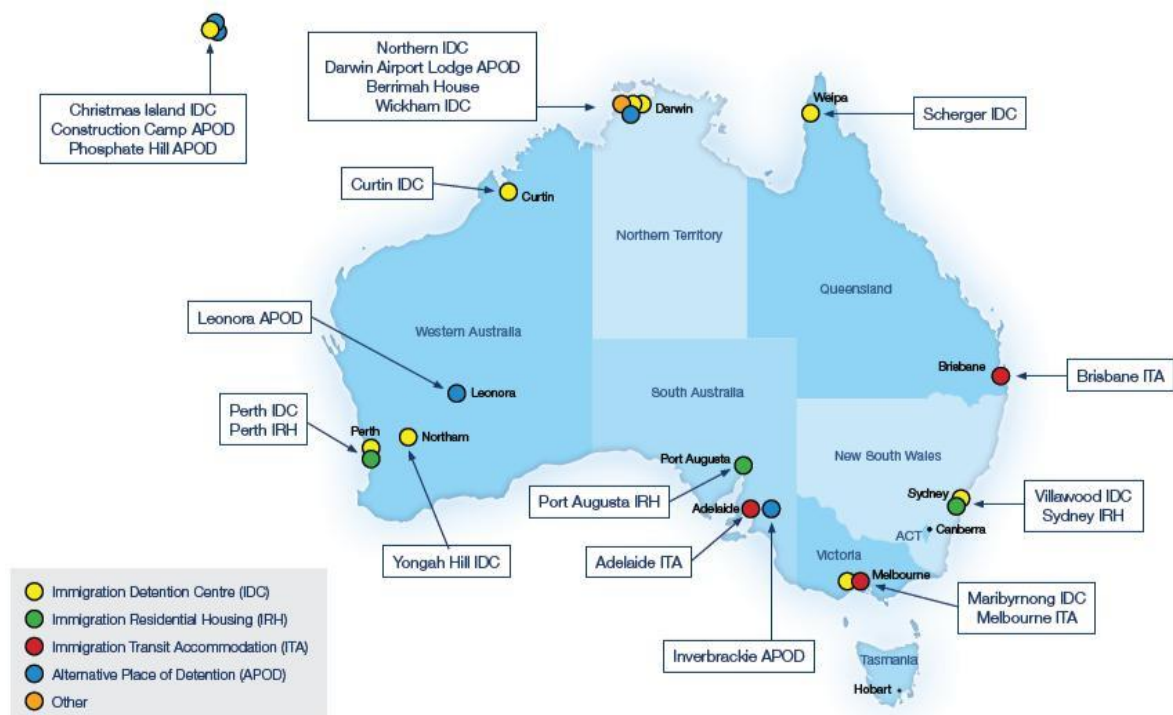 Christmas Island IDC
Construction Camp APOD
Phosphate Hill APOD
Northern IDC
Darwin Airport Lodge APOD
Berrimah House
Wickham IDC
Darwin
Weipa
Scherger IDC
Curtin IDC
Curtin
Northern Territory
Queensland
Leonora APOD
Western Australia
Leonora
South Australia
Brisbane
Brisbane ITA
Perth IDC
Perth IRH
Perth
Northam
Port Augusta
New South Wales
Port Augusta IRH
Sydney
Villawood IDC
Sydney IRH
Adelaide
ACT
Canberra
Yongah Hill IDC
Adelaide ITA
Victoria
Melbourne
Maribyrnong IDC
Melbourne ITA
Inverbrackie APOD
Tasmania
Hobart
Immigration Detention Centre (IDC)
Immigration Residential Housing (IRH)
Immigration Transit Accommodation (ITA)
Alternative Place of Detention (APOD)
Other